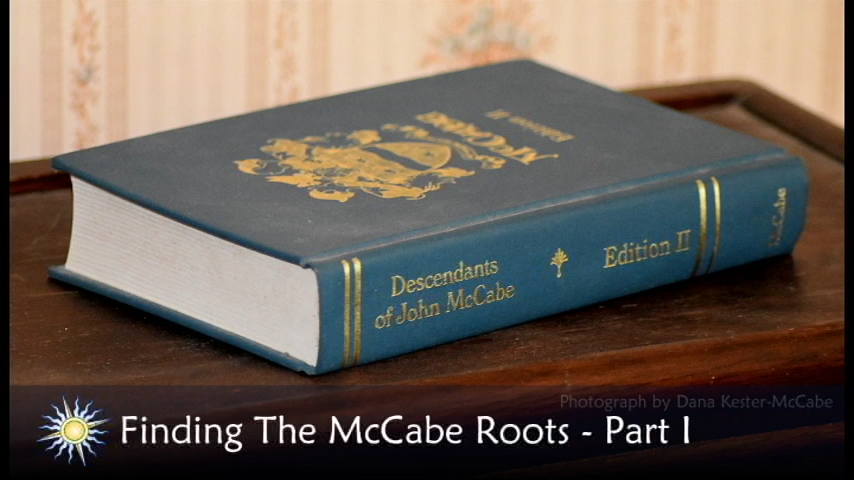 McCABE
Edition II
Descendants
of John McCabe
Edition II
McCabe
Photograph by Dana Kester-McCabe
Finding The McCabe Roots - Part I